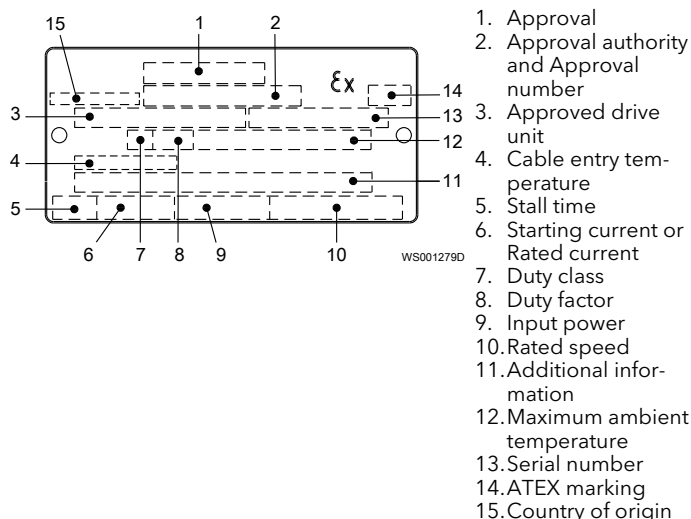 15
1
2
εx
14
3
13
12
4
11
5
6
7
8
9
10
WS001279D
1. Approval
2. Approval authority
and Approval
number
3. Approved drive
unit
4. Cable entry tem-
perature
5. Stall time
6. Starting current or
Rated current
7. Duty class
8. Duty factor
9. Input power
10.Rated speed
11.Additional infor-
mation
12.Maximum ambient
temperature
13.Serial number
14.ATEX marking
15.Country of origin